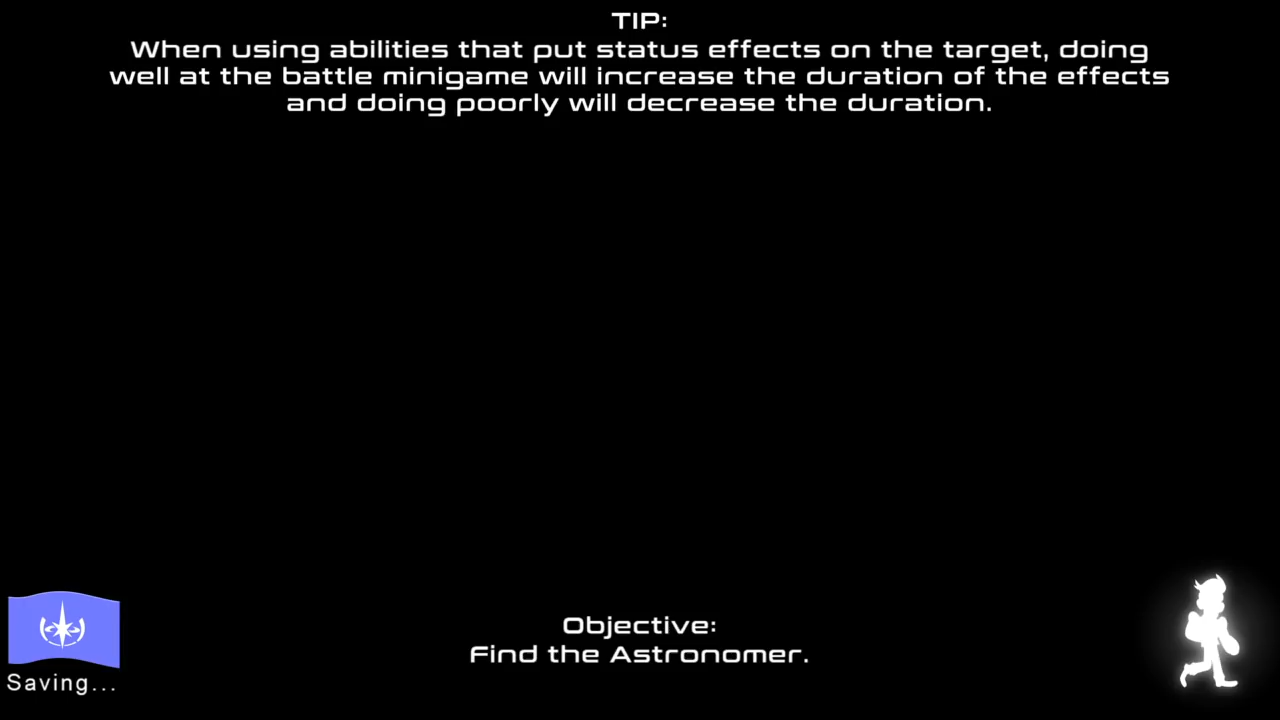 TIP:
When using abilities that put status effects on the target, doing
well at the battle minigame will increase the duration of the effects
and doing poorly will decrease the duration.
Objective:
Find the Astronomer.
Saving...